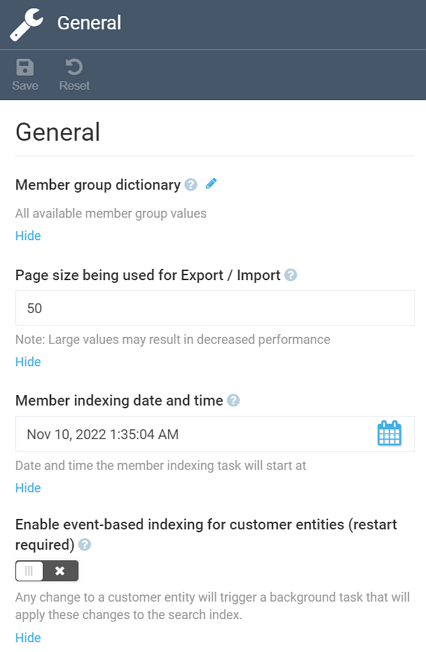 General
Save
Reset
General
Member group dictionary
All available member group values
Hide
Page size being used for Export / Import
50
Note: Large values may result in decreased performance
Hide
Member indexing date and time
Nov 10, 2022 1:35:04 AM
Date and time the member indexing task will start at
Hide
Enable event-based indexing for customer entities (restart
required)
Any change to a customer entity will trigger a background task that will
apply these changes to the search index.
Hide